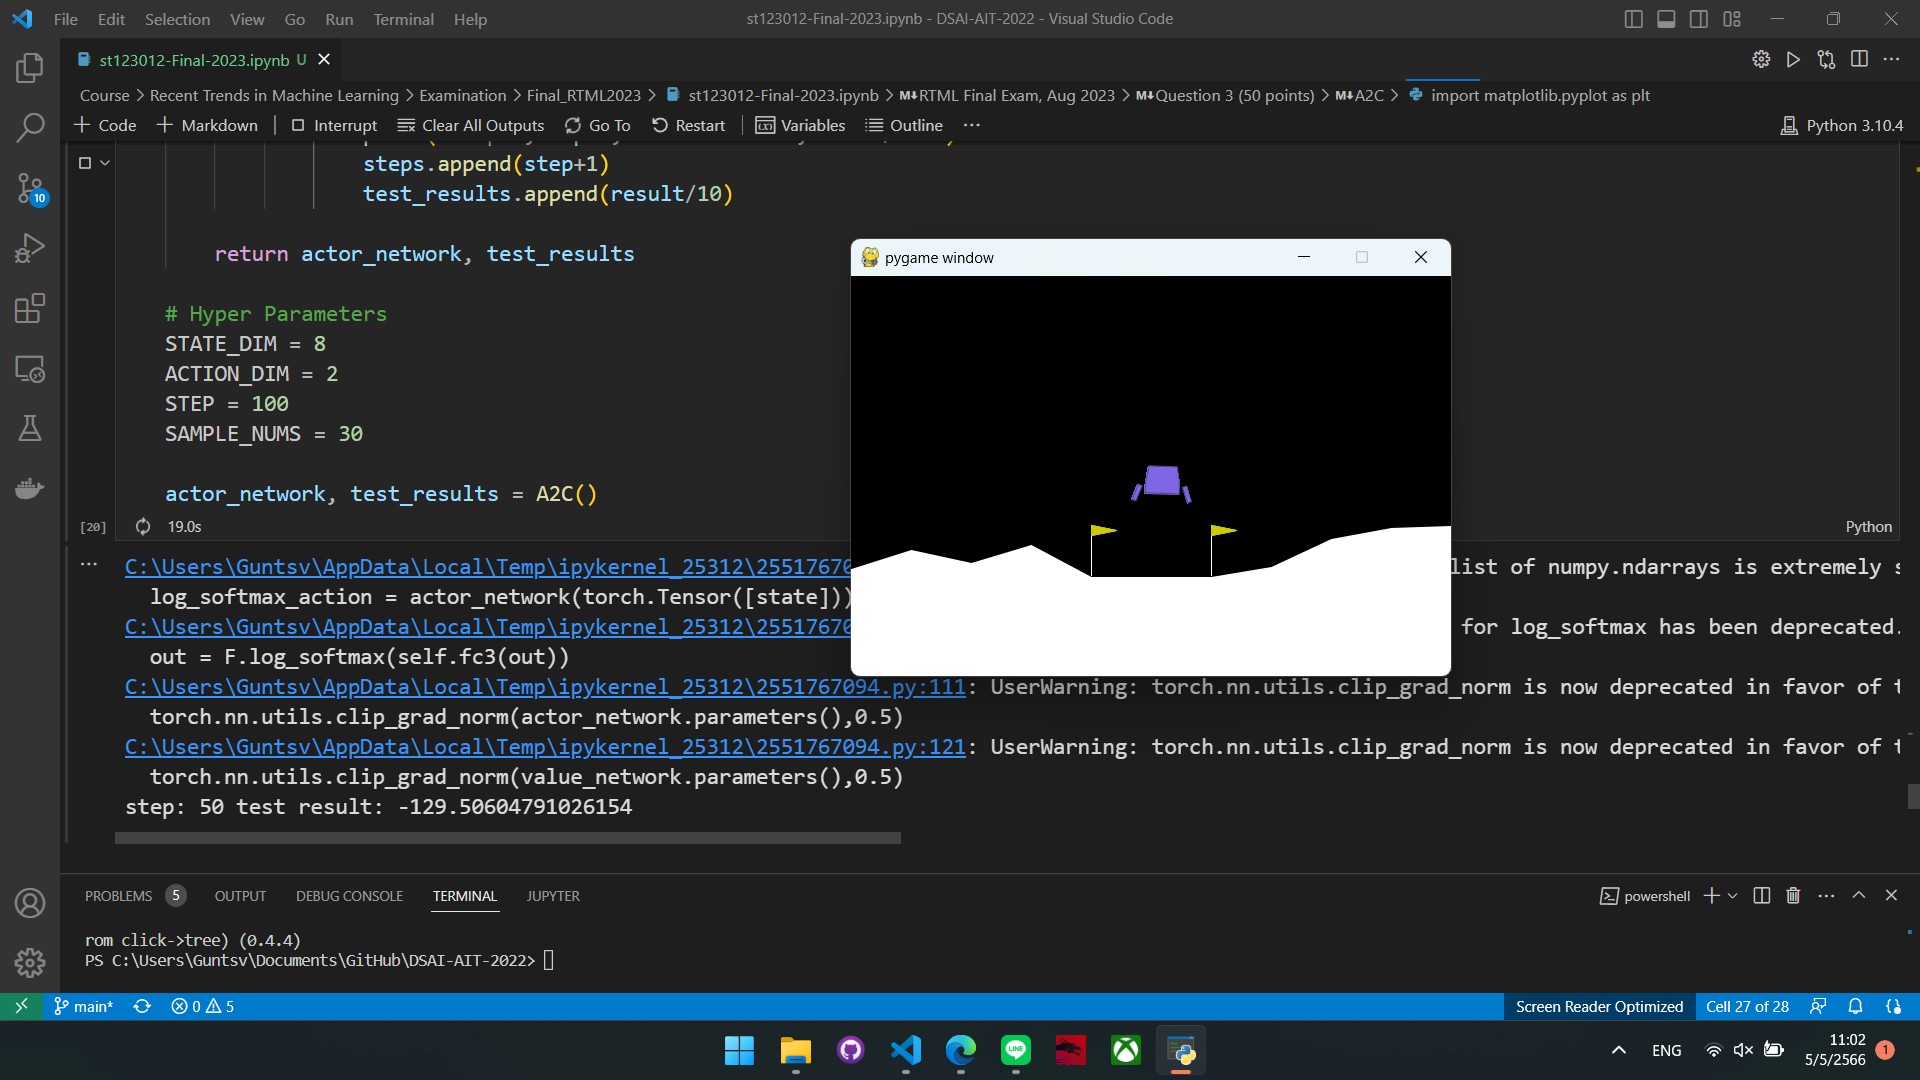 File Edit Selection View Go Run Terminal Help
st123012-Final-2023.ipynb - DSAI-AIT-2022 - Visual Studio Code
st123012-Final-2023.ipynb U
Course > Recent Trends in Machine Learning > Examination > Final_RTML2023 > st123012-Final-2023.ipynb > M↓RTML Final Exam, Aug 2023 > M↓Question 3 (50 points) > M↓A2C > import matplotlib.pyplot as plt
+ Code + Markdown Interrupt Clear All Outputs Go To Restart Variables Outline ...
Python 3.10.4
steps.append(step+1)
test_results.append(result/10)
return actor_network, test_results
# Hyper Parameters
STATE_DIM = 8
ACTION_DIM = 2
STEP = 100
SAMPLE_NUMS = 30
actor_network, test_results = A2C()
[20] 19.0s
Python
pygame window
C:\Users\Guntsv\AppData\Local\Temp\ipykernel_25312\2551767 list of numpy.ndarrays is extremely
log_softmax_action = actor_network(torch.Tensor([state]))
C:\Users\Guntsv\AppData\Local\Temp\ipykernel_25312\2551767 for log_softmax has been deprecated.
out = F.log_softmax(self.fc3(out))
C:\Users\Guntsv\AppData\Local\Temp\ipykernel_25312\2551767094.py:111: UserWarning: torch.nn.utils.clip_grad_norm is now deprecated in favor of t
torch.nn.utils.clip_grad_norm(actor_network.parameters(),0.5)
C:\Users\Guntsv\AppData\Local\Temp\ipykernel_25312\2551767094.py:121: UserWarning: torch.nn.utils.clip_grad_norm is now deprecated in favor of t
torch.nn.utils.clip_grad_norm(value_network.parameters(),0.5)
step: 50 test result: -129.50604791026154
PROBLEMS 5 OUTPUT DEBUG CONSOLE TERMINAL JUPYTER
powershell
rom click->tree) (0.4.4)
PS C:\Users\Guntsv\Documents\GitHub\DSAI-AIT-2022>
10
main* 0 5
Screen Reader Optimized Cell 27 of 28
LINE
ENG
11:02
5/5/2566
1